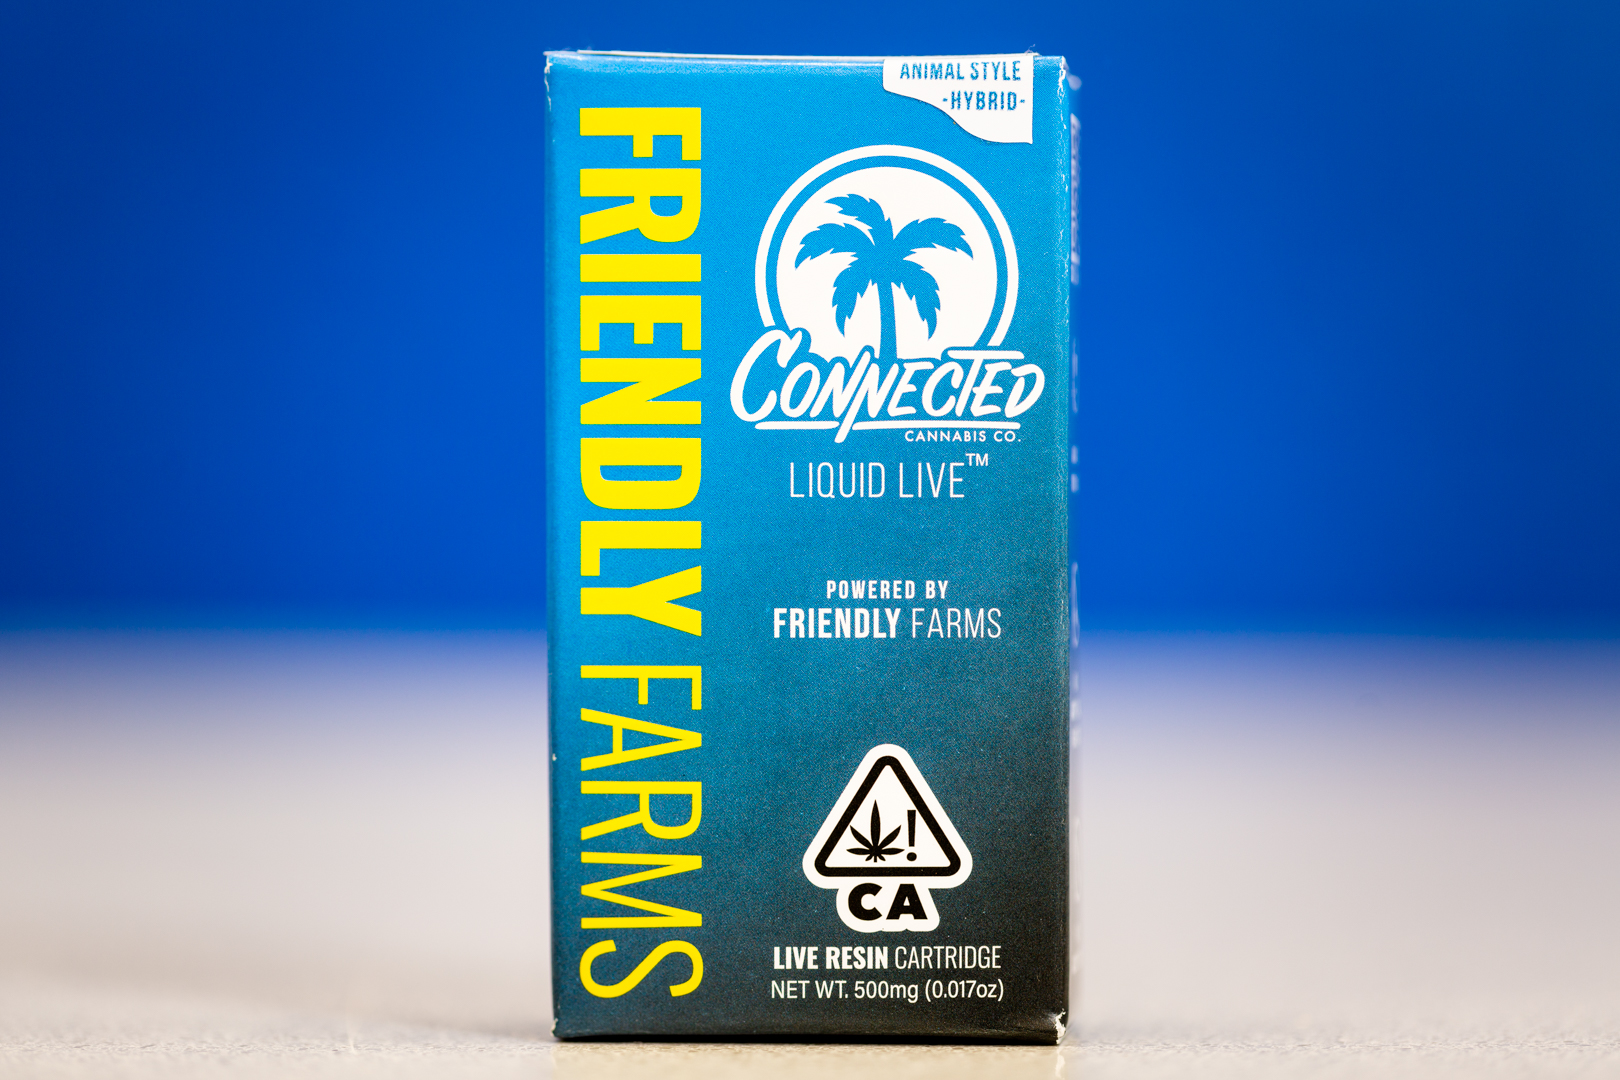 FRIENDLY FARMS
ANIMAL STYLE
-HYBRID-
CONNECTED
CANNABIS CO.
LIQUID LIVE™
POWERED BY
FRIENDLY FARMS
!
CA
LIVE RESIN CARTRIDGE
NET WT. 500mg (0.017oz)